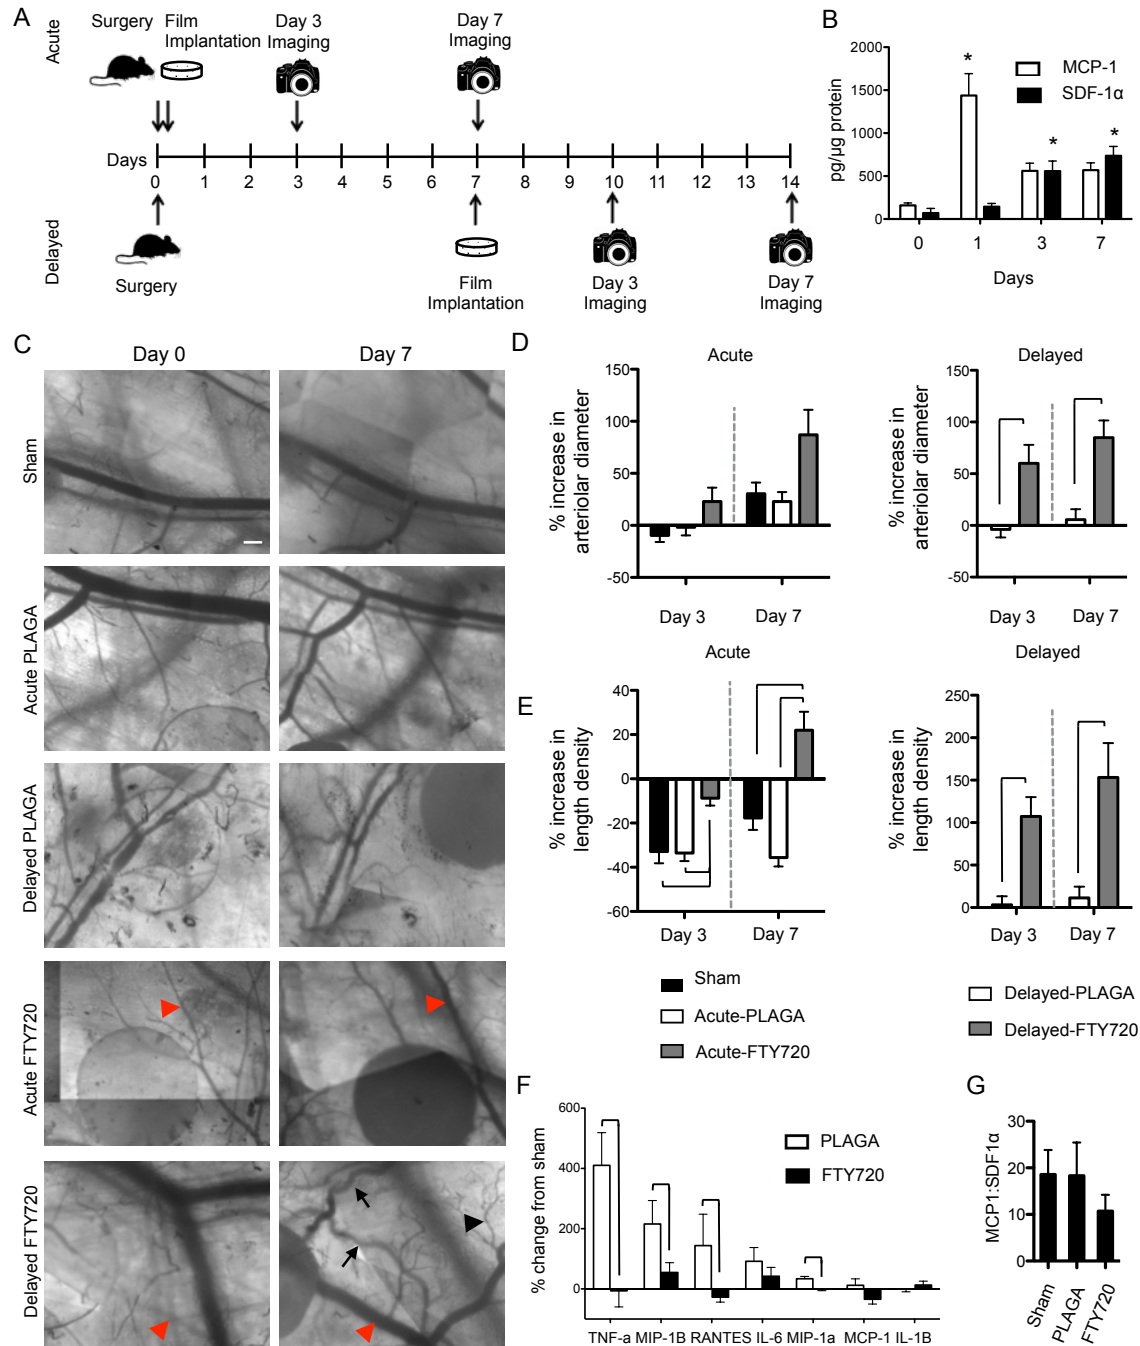 A
Acute
Surgery
Film
Implantation
Day 3
Imaging
Day 7
Imaging
Days
0 1 2 3 4 5 6 7 8 9 10 11 12 13 14
Delayed
Surgery
Film
Implantation
Day 3
Imaging
Day 7
Imaging
B
pg/µg protein
2000
1500
1000
500
0
* * *
MCP-1
SDF-1α
0 1 3 7
Days
C
Day 0 Day 7
Sham
Acute PLAGA
Delayed PLAGA
Acute FTY720
Delayed FTY720
D
Acute
% increase in
arteriolar diameter
150
100
50
0
-50
Day 3 Day 7
Delayed
% increase in
arteriolar diameter
150
100
50
0
-50
Day 3 Day 7
E
Acute
% increase in
length density
40
20
0
-20
-40
-60
Day 3 Day 7
Sham
Acute-PLAGA
Acute-FTY720
Delayed
% increase in
length density
250
200
150
100
50
0
Day 3 Day 7
Delayed-PLAGA
Delayed-FTY720
F
% change from sham
600
400
200
0
PLAGA
FTY720
TNF-a MIP-1B RANTES IL-6 MIP-1a MCP-1 IL-1B
G
MCP1:SDF1α
30
20
10
0
Sham
PLAGA
FTY720